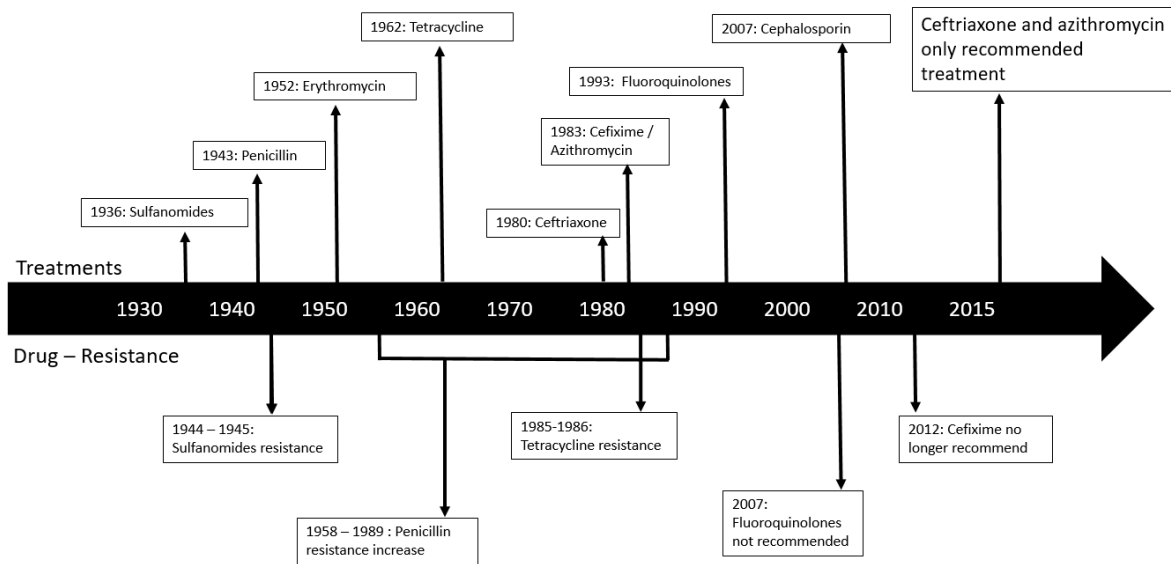 1962: Tetracycline
2007: Cephalosporin
Ceftriaxone and azithromycin
only recommended
treatment
1952: Erythromycin
1993: Fluoroquinolones
1943: Penicillin
1983: Cefixime /
Azithromycin
1936: Sulfanomides
1980: Ceftriaxone
Treatments
1930 1940 1950 1960 1970 1980 1990 2000 2010 2015
Drug – Resistance
1944 – 1945:
Sulfanomides resistance
1985-1986:
Tetracycline resistance
2012: Cefixime no
longer recommend
1958 – 1989 : Penicillin
resistance increase
2007:
Fluoroquinolones
not recommended